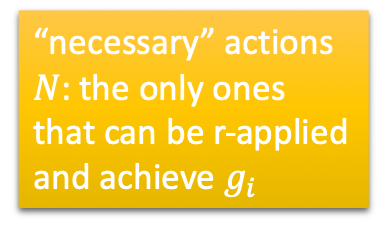 “necessary” actions
N: the only ones
that can be r-applied
and achieve gᵢ